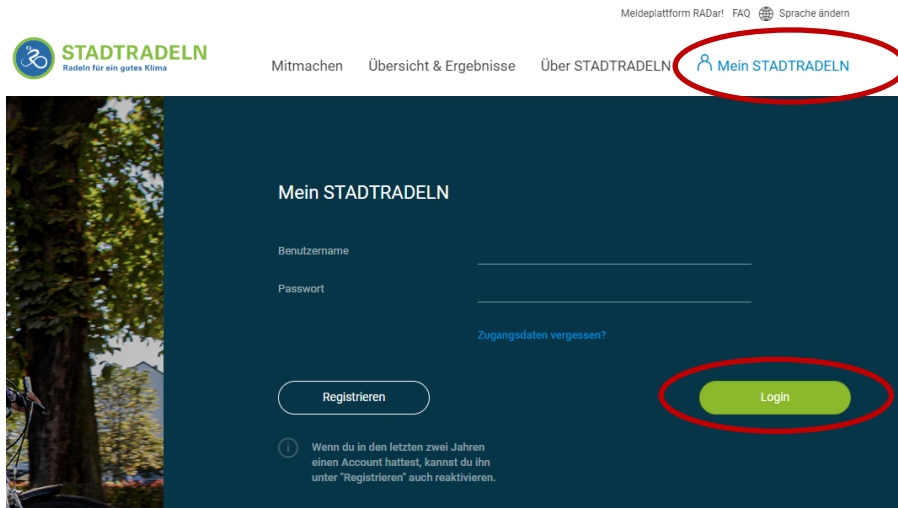 Meldeplattform RADar! FAQ Sprache ändern
STADTRADELN
Radeln für ein gutes Klima
Mitmachen Übersicht & Ergebnisse Über STADTRADELN Mein STADTRADELN
Mein STADTRADELN
Benutzername
Passwort
Zugangsdaten vergessen?
Registrieren Login
Wenn du in den letzten zwei Jahren
einen Account hattest, kannst du ihn
unter "Registrieren" auch reaktivieren.